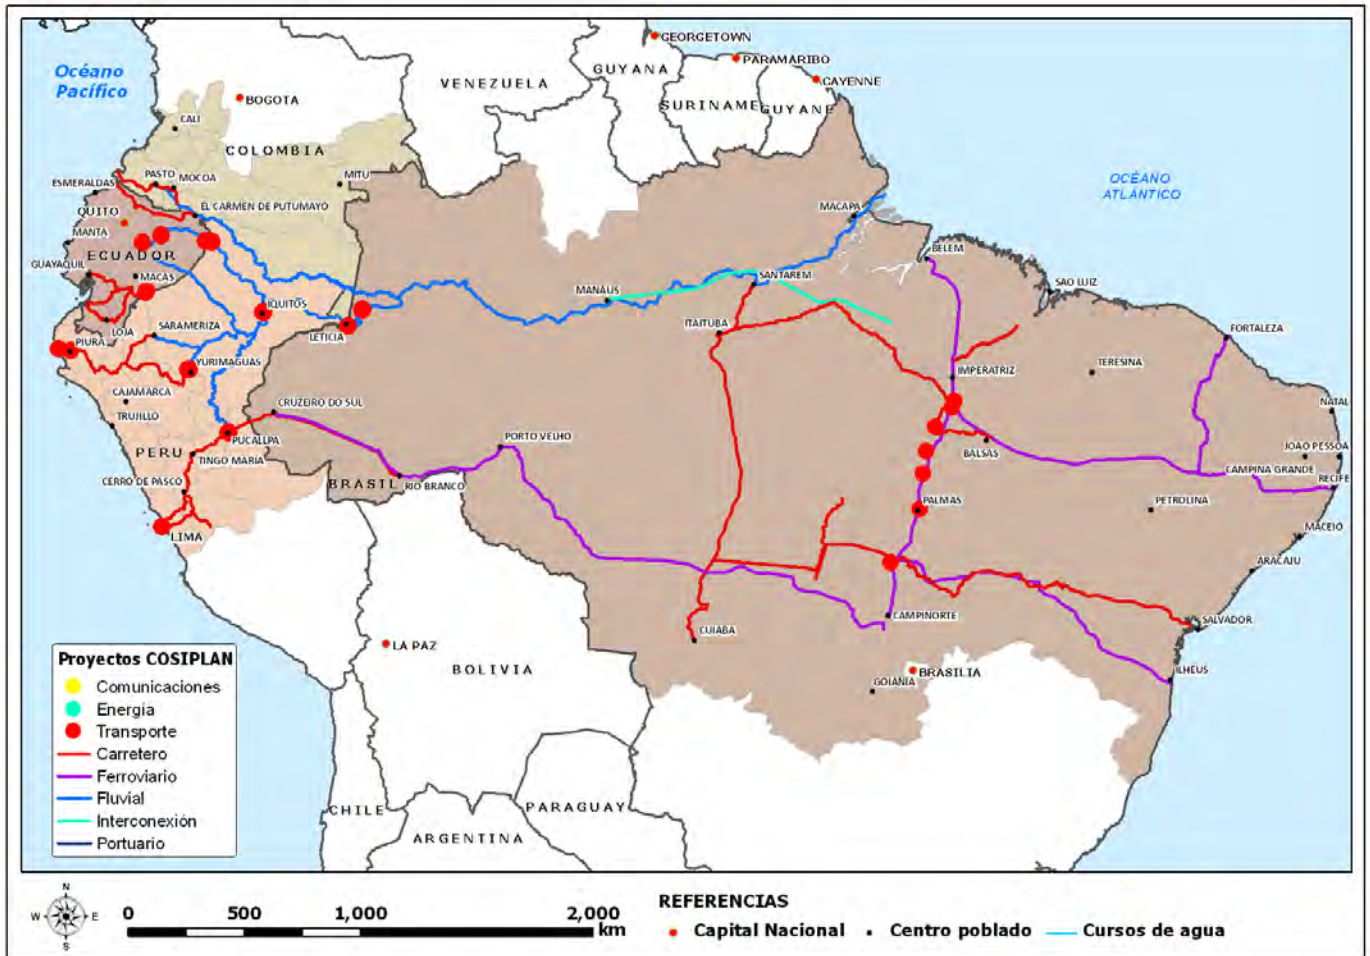 GEORGETOWN
PARAMARIBO
CAYENNE
Océano
Pacífico
VENEZUELA
GUYANA
SURINAME
GUYANE
BOGOTA
CALI
COLOMBIA
MITU
PASTO
MOCOA
ESMERALDAS
EL CARMEN DE PUTUMAYO
QUITO
MANTA
ECUADOR
GUAYAQUIL
MACAS
LOJA
OCÉANO
ATLÁNTICO
MACAPA
BELEM
SANTAREM
MANAUS
SAO LUIZ
IQUITOS
SARAMERIZA
LETICIA
ITAITUBA
FORTALEZA
PIURA
YURIMAGUAS
IMPERATRIZ
TERESINA
CAJAMARCA
TRUJILLO
CRUZEIRO DO SUL
NATAL
PUCALLPA
PERU
TINGO MARIA
PORTO VELHO
BALSAS
JOAO PESSOA
CAMPINA GRANDE
CERRO DE PASCO
BRASIL
RIO BRANCO
RECIFE
PALMAS
PETROLINA
LIMA
MACEIO
ARACAJU
CAMPINORTE
SALVADOR
CUIABA
LA PAZ
BOLIVIA
BRASILIA
GOIANIA
ILHEUS
CHILE
PARAGUAY
ARGENTINA
Proyectos COSIPLAN
Comunicaciones
Energía
Transporte
Carretero
Ferroviario
Fluvial
Interconexión
Portuario
N
W
E
S
0 500 1,000 2,000
km
REFERENCIAS
Capital Nacional Centro poblado Cursos de agua